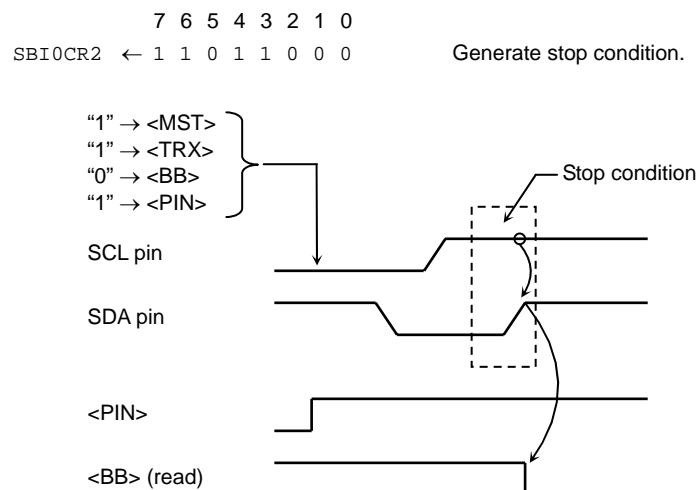 7 6 5 4 3 2 1 0
SBI0CR2 ← 1 1 0 1 1 0 0 0 Generate stop condition.
“1” → <MST>
“1” → <TRX>
“0” → <BB>
“1” → <PIN>
Stop condition
SCL pin
SDA pin
<PIN>
<BB> (read)